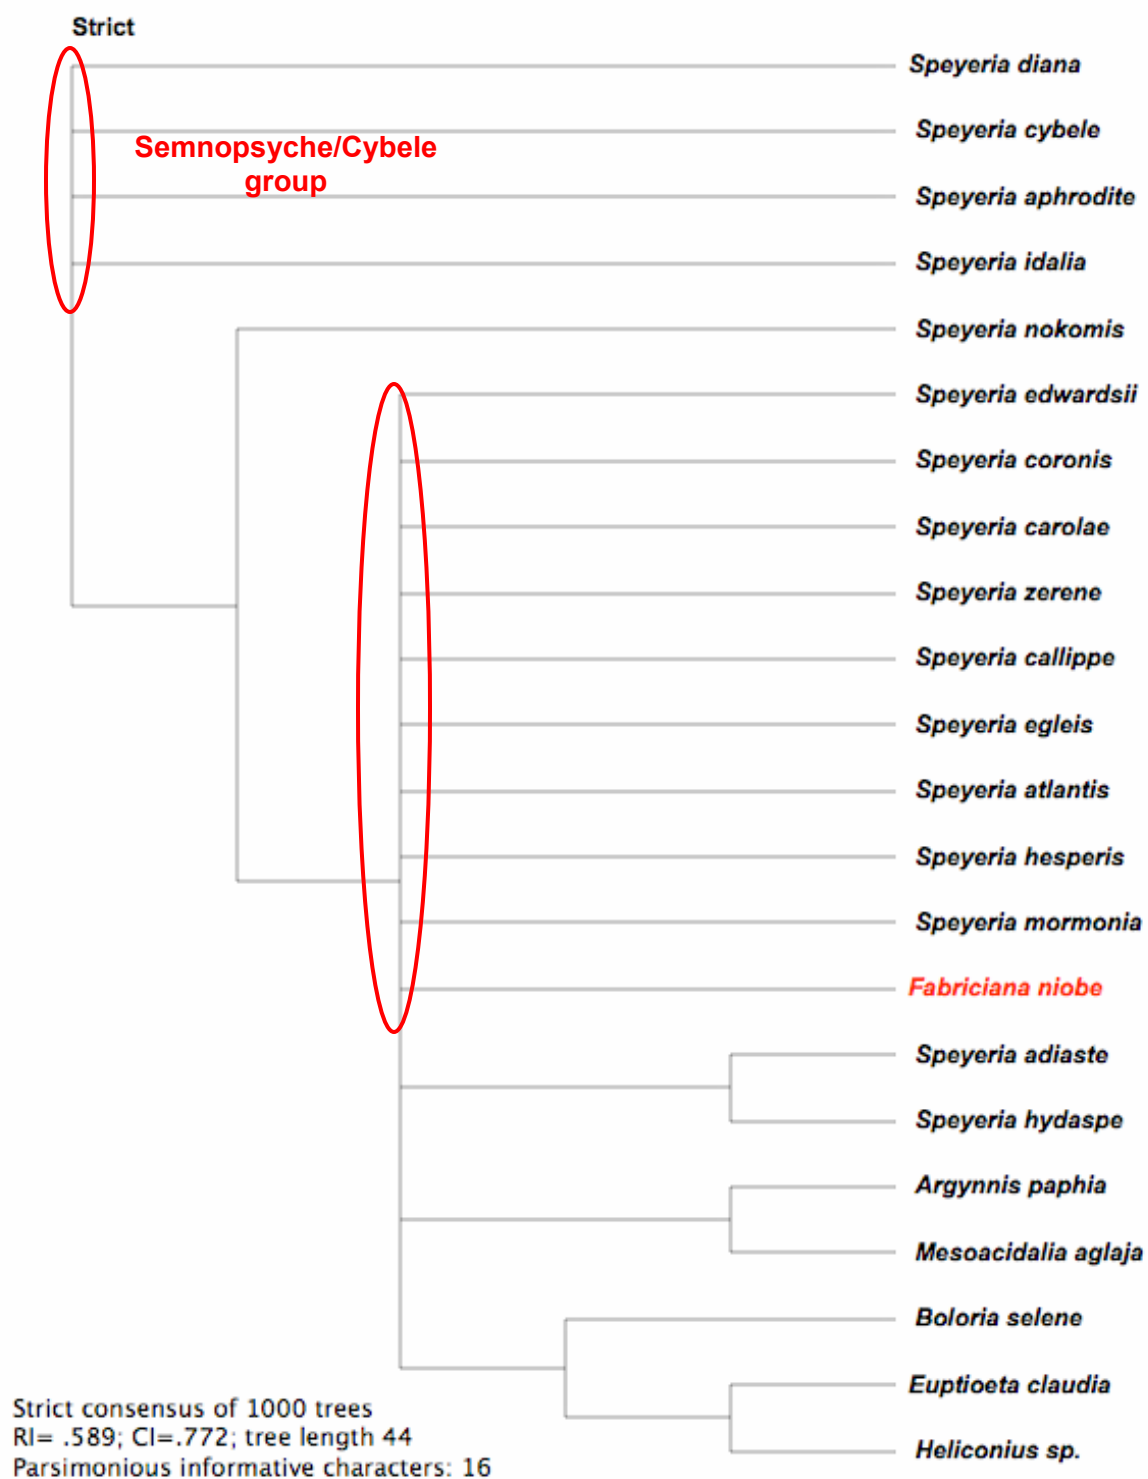 Strict
Speyeria diana
Speyeria cybele
Semnopsyche/Cybele
group
Speyeria aphrodite
Speyeria idalia
Speyeria nokomis
Speyeria edwardsii
Speyeria coronis
Speyeria carolae
Speyeria zerene
Speyeria callippe
Speyeria egleis
Speyeria atlantis
Speyeria hesperis
Speyeria mormonia
Fabriciana niobe
Speyeria adiaste
Speyeria hydaspe
Argynnis paphia
Mesoacidalia aglaja
Boloria selene
Euptioeta claudia
Heliconius sp.
Strict consensus of 1000 trees
RI= .589; CI=.772; tree length 44
Parsimonious informative characters: 16